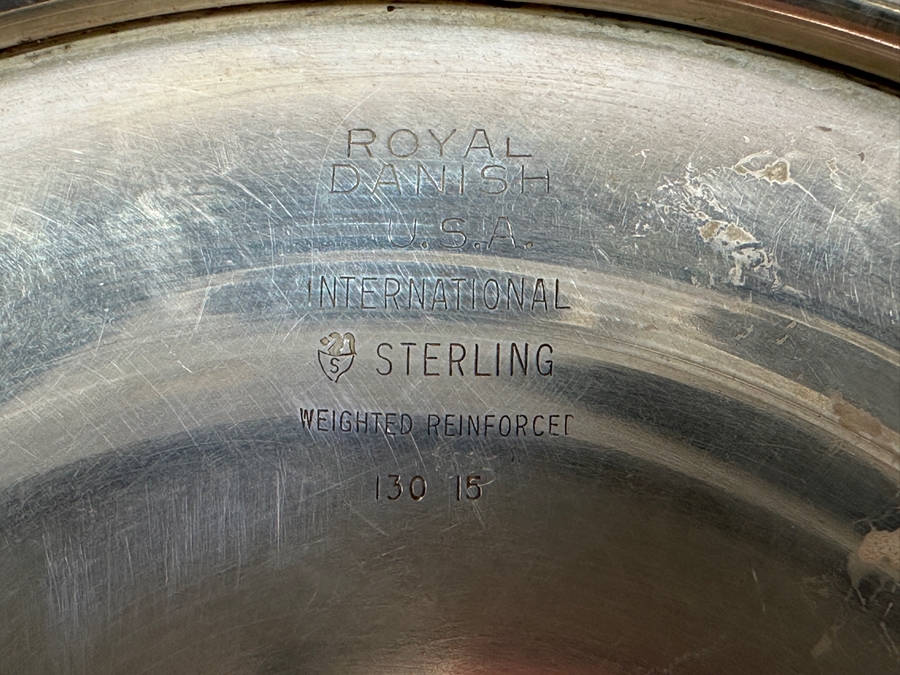 ROYAL
DANISH
U.S.A.
INTERNATIONAL
S STERLING
WEIGHTED REINFORCED
130 15